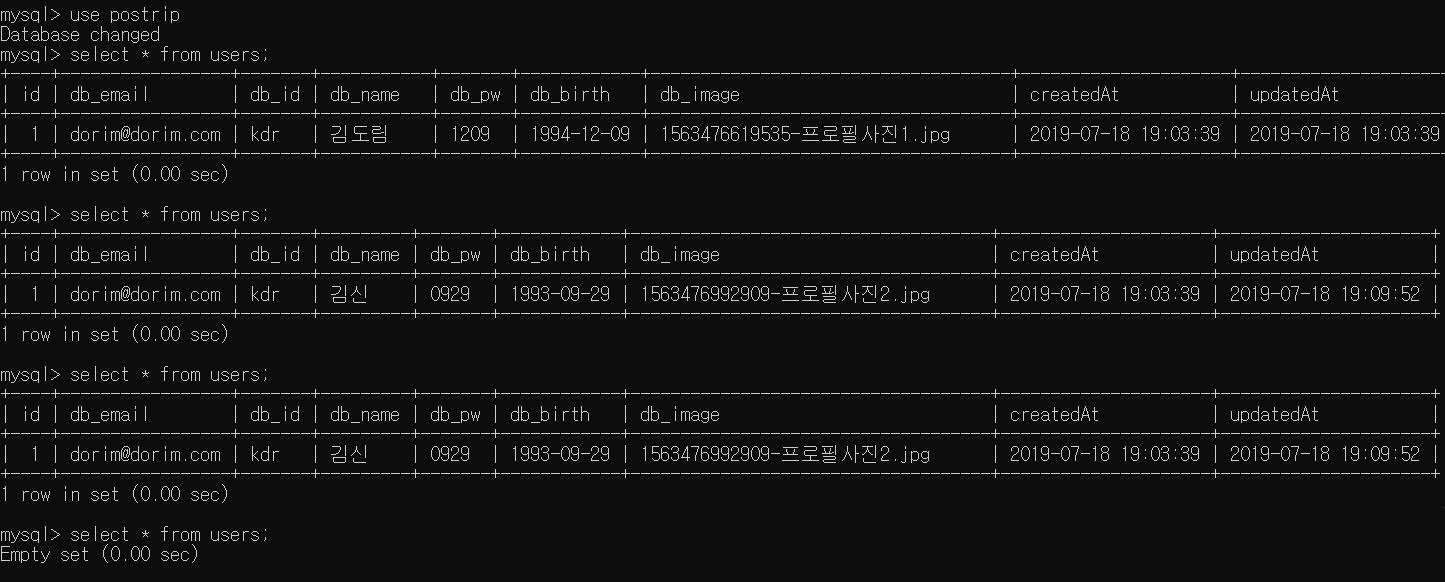 mysql> use postrip
Database changed
mysql> select * from users;
+----+------------------+-------+-----------+-------+------------+------------------------------------+---------------------+---------------------
| id | db_email         | db_id | db_name   | db_pw | db_birth   | db_image                           | createdAt           | updatedAt
+----+------------------+-------+-----------+-------+------------+------------------------------------+---------------------+---------------------
|  1 | dorim@dorim.com | kdr   | 김도림    | 1209  | 1994-12-09 | 1563476619535-프로필사진1.jpg      | 2019-07-18 19:03:39 | 2019-07-18 19:03:39
+----+------------------+-------+-----------+-------+------------+------------------------------------+---------------------+---------------------
1 row in set (0.00 sec)
mysql> select * from users;
+----+------------------+-------+---------+-------+------------+------------------------------------+---------------------+---------------------+
| id | db_email         | db_id | db_name | db_pw | db_birth   | db_image                           | createdAt           | updatedAt           |
+----+------------------+-------+---------+-------+------------+------------------------------------+---------------------+---------------------+
|  1 | dorim@dorim.com | kdr   | 김신    | 0929  | 1993-09-29 | 1563476992909-프로필사진2.jpg      | 2019-07-18 19:03:39 | 2019-07-18 19:09:52 |
+----+------------------+-------+---------+-------+------------+------------------------------------+---------------------+---------------------+
1 row in set (0.00 sec)
mysql> select * from users;
+----+------------------+-------+---------+-------+------------+------------------------------------+---------------------+---------------------+
| id | db_email         | db_id | db_name | db_pw | db_birth   | db_image                           | createdAt           | updatedAt           |
+----+------------------+-------+---------+-------+------------+------------------------------------+---------------------+---------------------+
|  1 | dorim@dorim.com | kdr   | 김신    | 0929  | 1993-09-29 | 1563476992909-프로필사진2.jpg      | 2019-07-18 19:03:39 | 2019-07-18 19:09:52 |
+----+------------------+-------+---------+-------+------------+------------------------------------+---------------------+---------------------+
1 row in set (0.00 sec)
mysql> select * from users;
Empty set (0.00 sec)